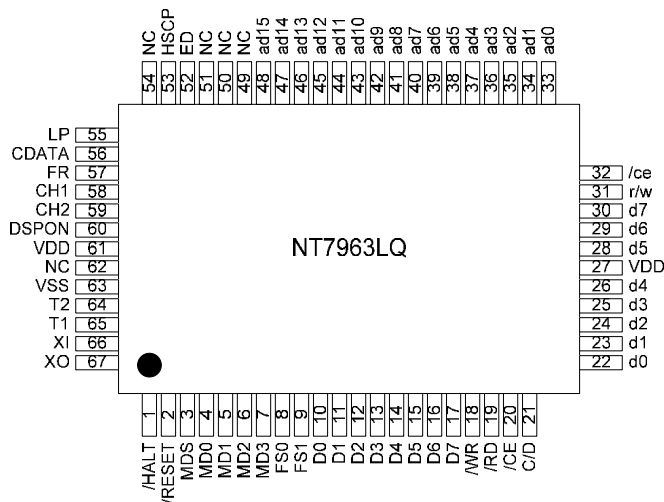 NC HSCP ED NC NC NC ad15 ad14 ad13 ad12 ad11 ad10 ad9 ad8 ad7 ad6 ad5 ad4 ad3 ad2 ad1 ad0
54 53 52 51 50 49 48 47 46 45 44 43 42 41 40 39 38 37 36 35 34 33
LP 55
CDATA 56
FR 57
CH1 58
CH2 59
DSPON 60
VDD 61
NC 62
VSS 63
T2 64
T1 65
XI 66
XO 67
NT7963LQ
32 /ce
31 r/w
30 d7
29 d6
28 d5
27 VDD
26 d4
25 d3
24 d2
23 d1
22 d0
1 2 3 4 5 6 7 8 9 10 11 12 13 14 15 16 17 18 19 20 21
/HALT /RESET MDS MD0 MD1 MD2 MD3 FS0 FS1 D0 D1 D2 D3 D4 D5 D6 D7 /WR /RD /CE C/D